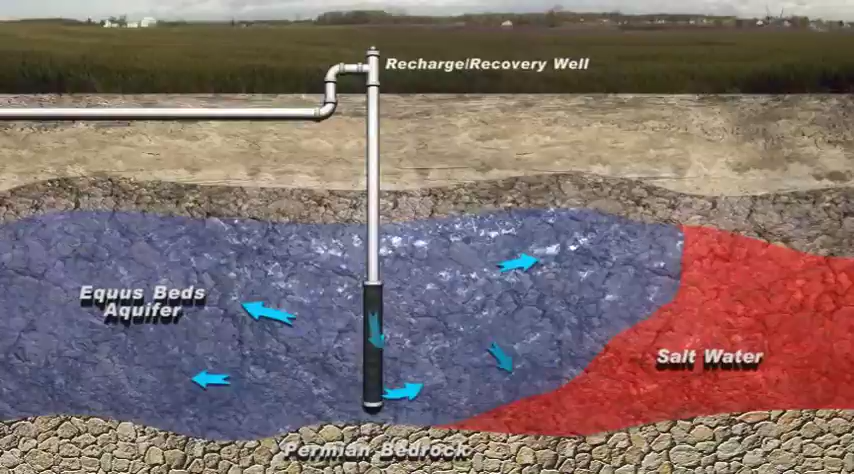 Recharge/Recovery Well
Equus Beds
Aquifer
Salt Water
Permian Bedrock